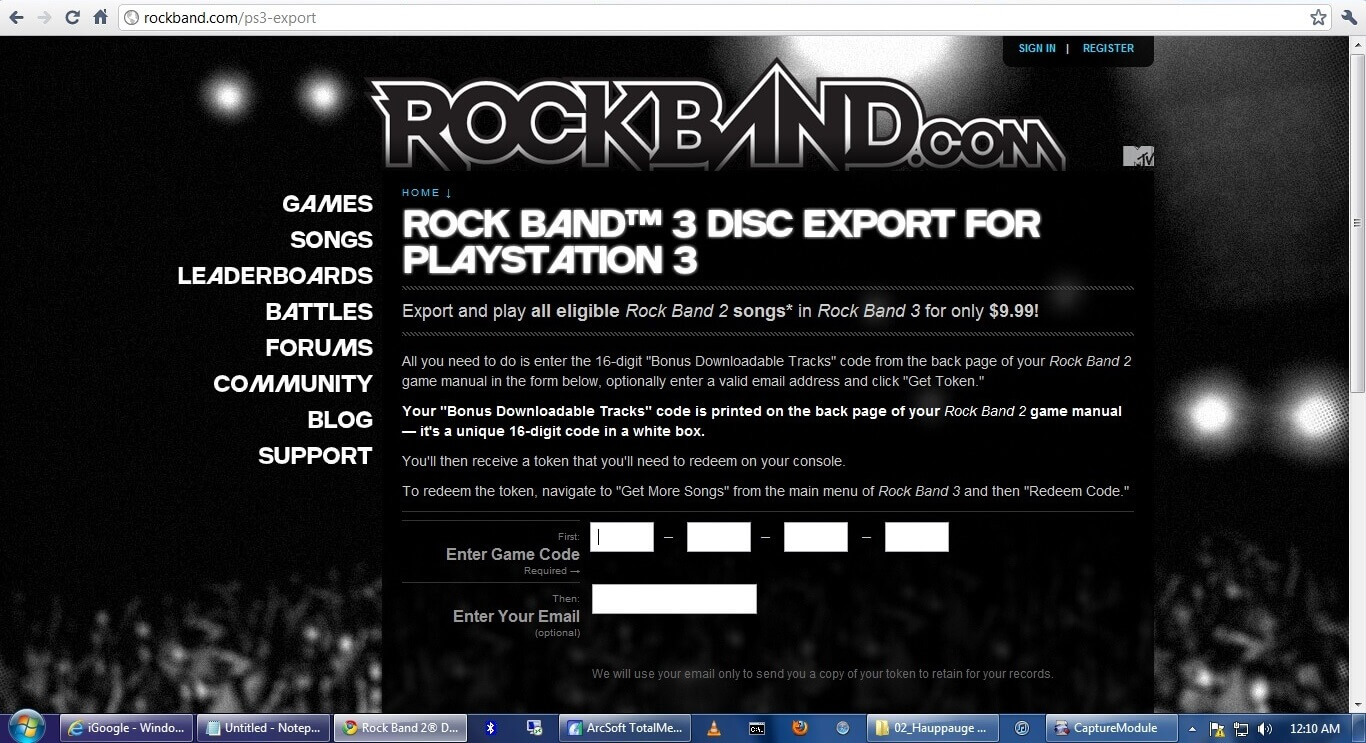 rockband.com/ps3-export
SIGN IN | REGISTER
ROCKBAND.COM
MTV
GAMES
SONGS
LEADERBOARDS
BATTLES
FORUMS
COMMUNITY
BLOG
SUPPORT
HOME ↓
ROCK BAND™ 3 DISC EXPORT FOR
PLAYSTATION 3
Export and play all eligible Rock Band 2 songs* in Rock Band 3 for only $9.99!
All you need to do is enter the 16-digit "Bonus Downloadable Tracks" code from the back page of your Rock Band 2
game manual in the form below, optionally enter a valid email address and click "Get Token."
Your "Bonus Downloadable Tracks" code is printed on the back page of your Rock Band 2 game manual
— it's a unique 16-digit code in a white box.
You'll then receive a token that you'll need to redeem on your console.
To redeem the token, navigate to "Get More Songs" from the main menu of Rock Band 3 and then "Redeem Code."
First:
Enter Game Code
Required →
– – –
Then:
Enter Your Email
(optional)
We will use your email only to send you a copy of your token to retain for your records.
iGoogle - Windo... Untitled - Notep... Rock Band 2® D... ArcSoft TotalMe... C:\ 02_Hauppauge ... CaptureModule 12:10 AM